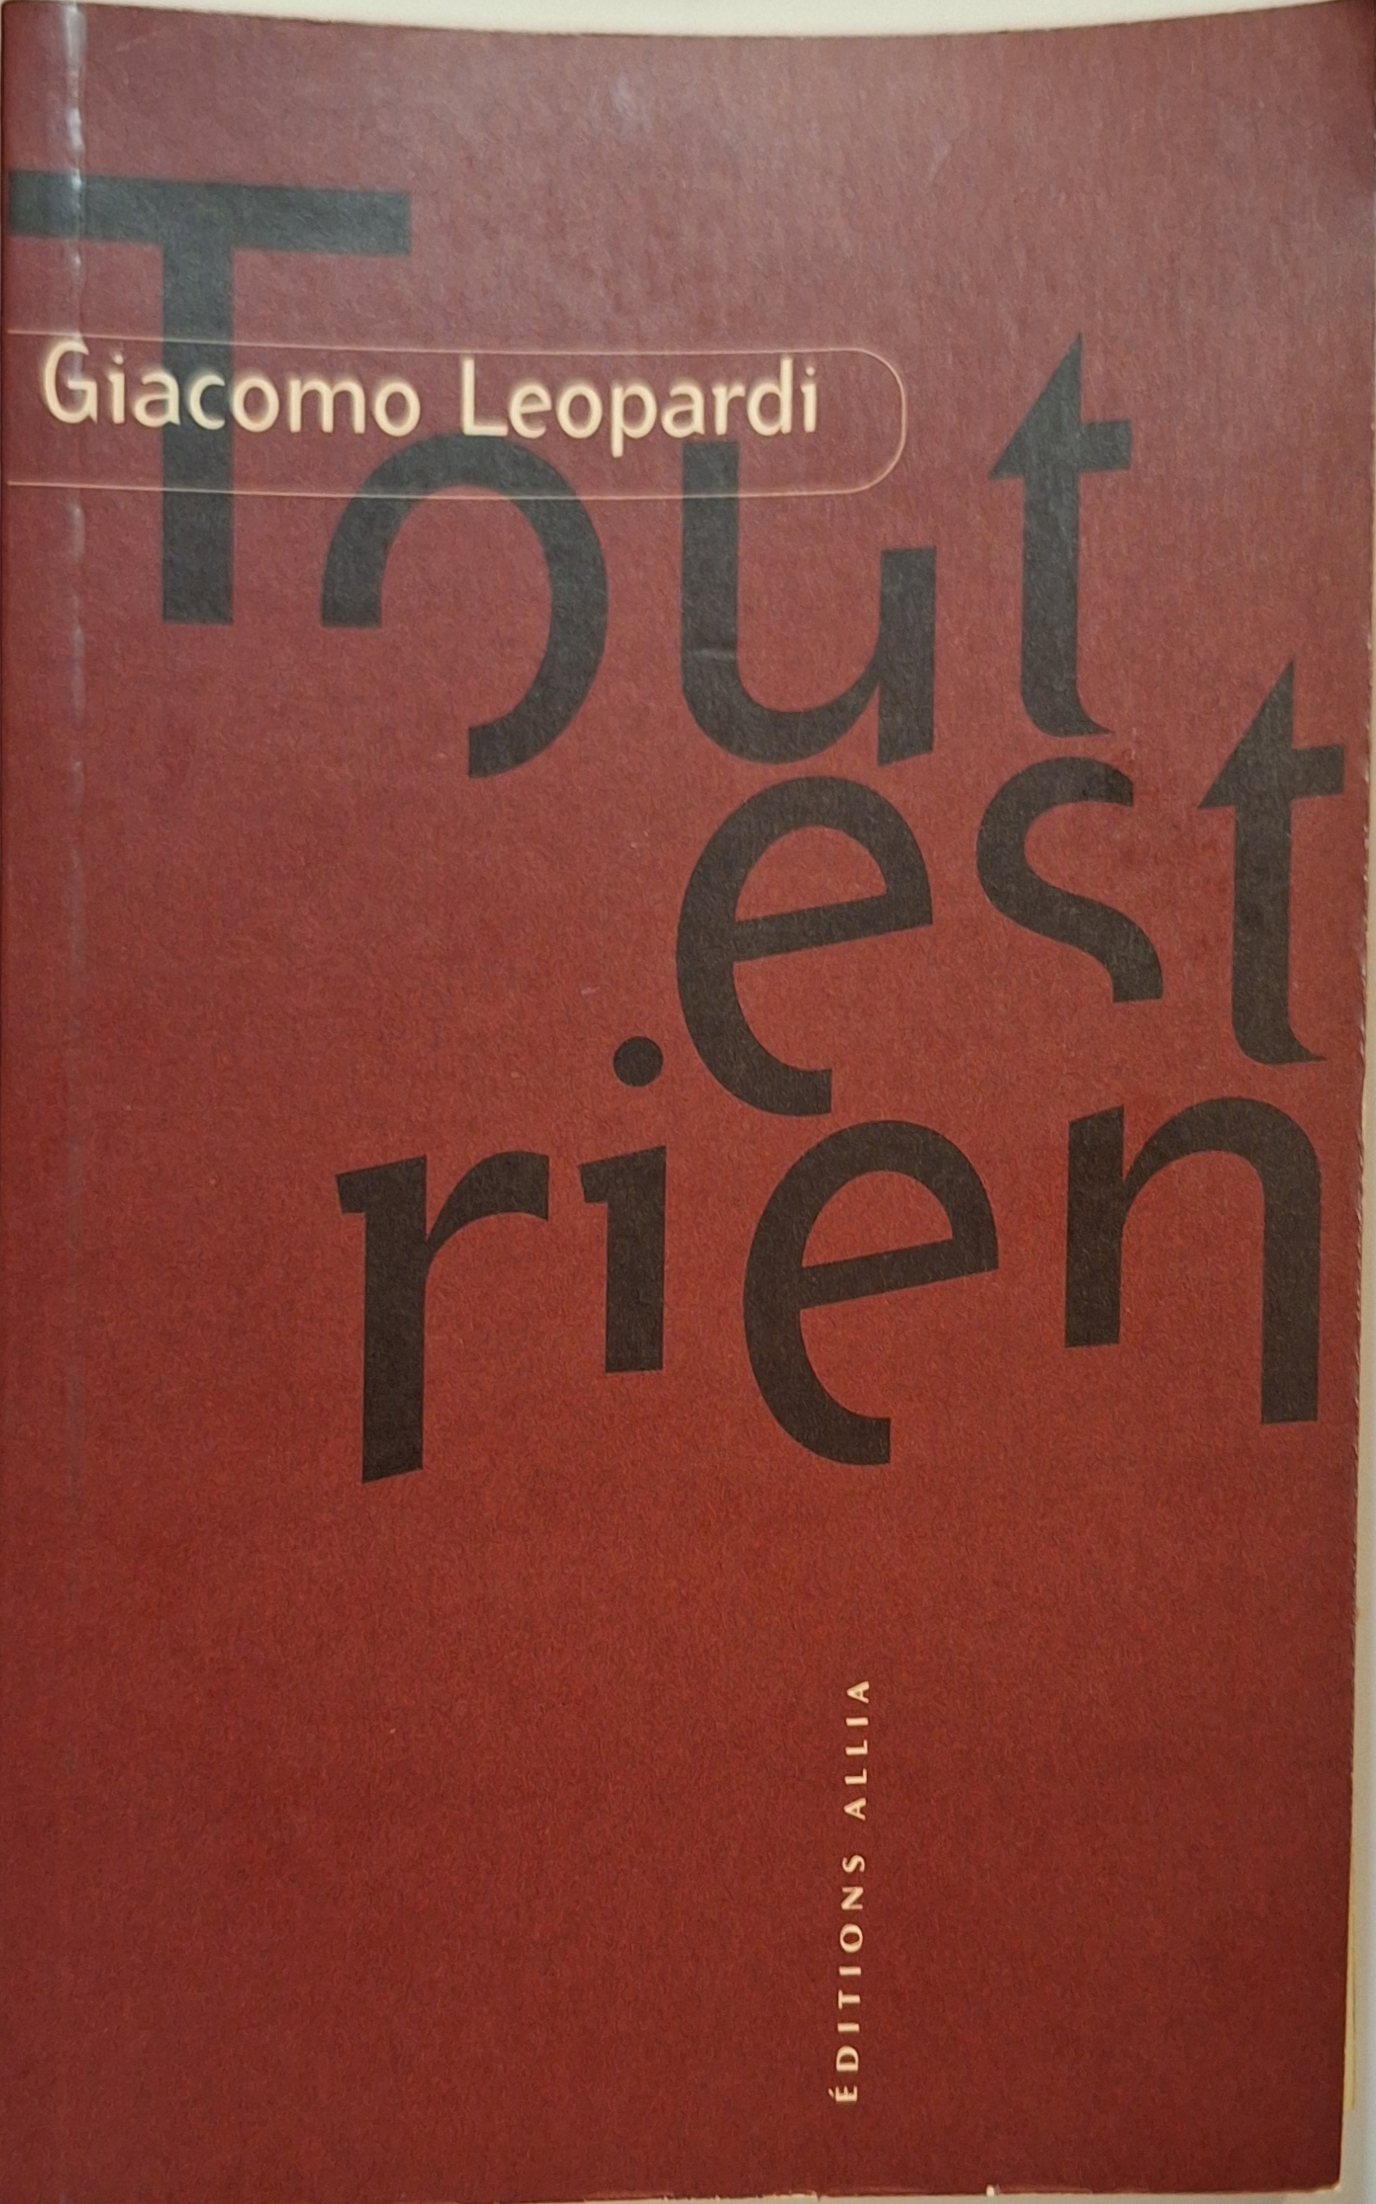 Giacomo Leopardi
Tout
est
rien
ÉDITIONS ALLIA